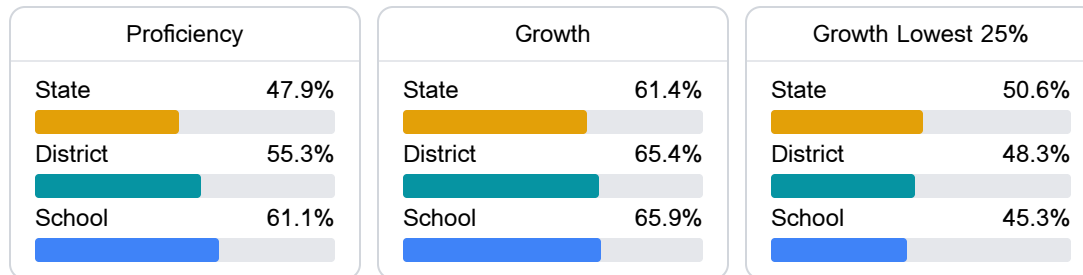 Proficiency
State 47.9%
District 55.3%
School 61.1%
Growth
State 61.4%
District 65.4%
School 65.9%
Growth Lowest 25%
State 50.6%
District 48.3%
School 45.3%